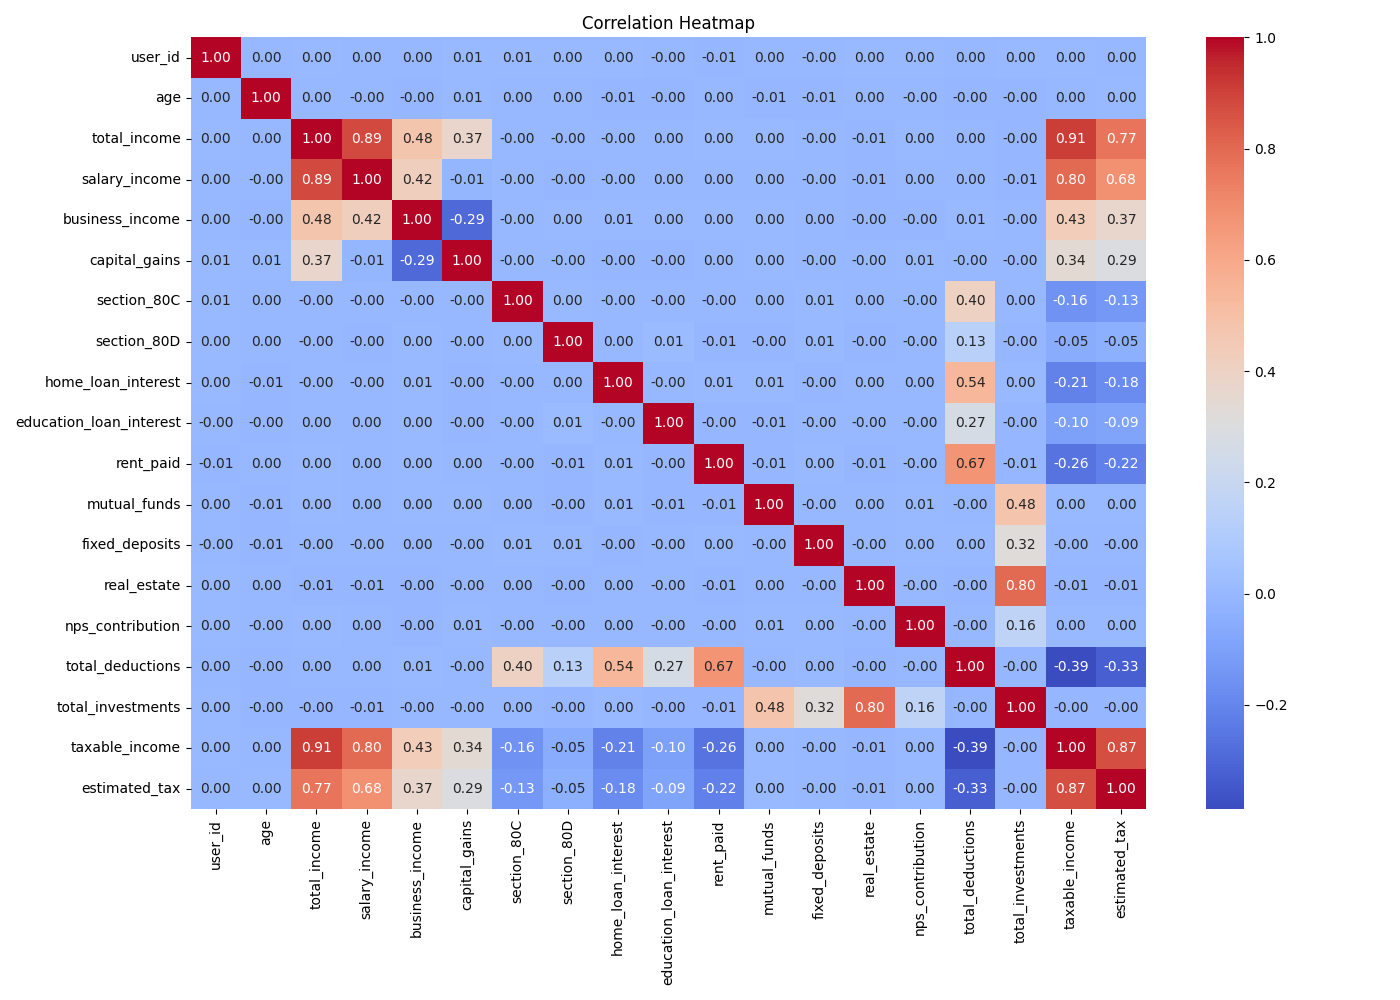 Correlation Heatmap
user_id 1.00 0.00 0.00 0.00 0.00 0.01 0.01 0.00 0.00 -0.00 -0.01 0.00 -0.00 0.00 0.00 0.00 0.00 0.00 0.00
age 0.00 1.00 0.00 -0.00 -0.00 0.01 0.00 0.00 -0.01 -0.00 0.00 -0.01 -0.01 0.00 -0.00 -0.00 -0.00 0.00 0.00
total_income 0.00 0.00 1.00 0.89 0.48 0.37 -0.00 -0.00 -0.00 0.00 0.00 -0.00 -0.00 -0.01 0.00 0.00 -0.00 0.91 0.77
salary_income 0.00 -0.00 0.89 1.00 0.42 -0.01 -0.00 -0.00 -0.00 0.00 0.00 0.00 -0.00 -0.01 0.00 0.00 -0.01 0.80 0.68
business_income 0.00 -0.00 0.48 0.42 1.00 -0.29 -0.00 0.00 0.01 0.00 0.00 -0.00 0.00 -0.00 -0.00 0.01 -0.00 0.43 0.37
capital_gains 0.01 0.01 0.37 -0.01 -0.29 1.00 -0.00 -0.00 -0.00 -0.00 0.00 -0.00 -0.00 -0.00 0.01 -0.00 -0.00 0.34 0.29
section_80C 0.01 0.00 -0.00 -0.00 -0.00 -0.00 1.00 0.00 -0.00 -0.00 -0.00 0.00 0.01 0.00 -0.00 0.40 0.00 -0.16 -0.13
section_80D 0.00 0.00 -0.00 -0.00 0.00 -0.00 0.00 1.00 0.00 0.01 -0.01 -0.00 0.01 -0.00 0.00 0.13 -0.00 -0.05 -0.05
home_loan_interest 0.00 -0.01 -0.00 -0.00 0.01 -0.00 -0.00 0.00 1.00 -0.00 0.01 0.01 -0.00 0.00 0.00 0.54 0.00 -0.21 -0.18
education_loan_interest -0.00 -0.00 0.00 0.00 0.00 -0.00 -0.00 0.01 -0.00 1.00 -0.00 -0.01 -0.00 -0.00 0.00 0.27 -0.00 -0.10 -0.09
rent_paid -0.01 0.00 0.00 0.00 0.00 0.00 -0.00 -0.01 0.01 -0.00 1.00 -0.01 0.00 -0.01 -0.00 0.67 -0.01 -0.26 -0.22
mutual_funds 0.00 -0.01 -0.00 0.00 -0.00 -0.00 0.00 -0.00 0.01 -0.01 -0.01 1.00 -0.00 0.00 0.01 -0.00 0.48 0.00 0.00
fixed_deposits -0.00 -0.01 -0.00 -0.00 0.00 -0.00 0.01 0.01 -0.00 -0.00 0.00 -0.00 1.00 -0.00 0.00 0.00 0.32 -0.00 -0.00
real_estate 0.00 0.00 -0.01 -0.01 -0.00 -0.00 0.00 -0.00 0.00 -0.00 -0.01 0.00 -0.00 1.00 -0.00 -0.00 0.80 -0.01 -0.01
nps_contribution 0.00 -0.00 0.00 0.00 -0.00 0.01 -0.00 0.00 0.00 0.00 -0.00 0.01 0.00 -0.00 1.00 -0.00 0.16 0.00 0.00
total_deductions 0.00 -0.00 0.00 0.00 0.01 -0.00 0.40 0.13 0.54 0.27 0.67 -0.00 0.00 -0.00 -0.00 1.00 -0.00 -0.39 -0.33
total_investments 0.00 -0.00 -0.00 -0.01 -0.00 -0.00 0.00 -0.00 0.00 -0.00 -0.01 0.48 0.32 0.80 0.16 -0.00 1.00 -0.00 -0.00
taxable_income 0.00 0.00 0.91 0.80 0.43 0.34 -0.16 -0.05 -0.21 -0.10 -0.26 0.00 -0.00 -0.01 0.00 -0.39 -0.00 1.00 0.87
estimated_tax 0.00 0.00 0.77 0.68 0.37 0.29 -0.13 -0.05 -0.18 -0.09 -0.22 0.00 -0.00 -0.01 0.00 -0.33 -0.00 0.87 1.00
user_id
age
total_income
salary_income
business_income
capital_gains
section_80C
section_80D
home_loan_interest
education_loan_interest
rent_paid
mutual_funds
fixed_deposits
real_estate
nps_contribution
total_deductions
total_investments
taxable_income
estimated_tax
1.0
0.8
0.6
0.4
0.2
0.0
−0.2